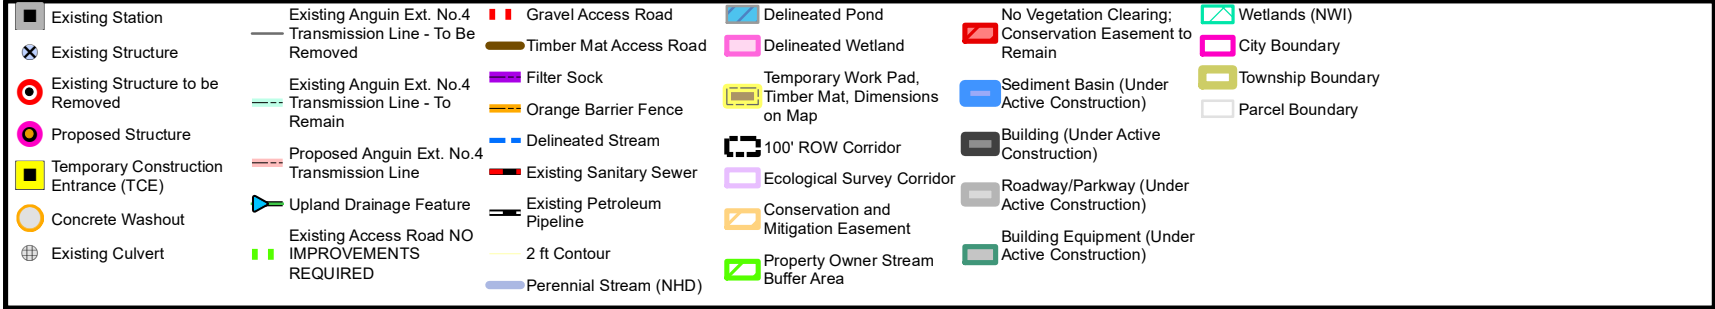 Existing Station
Existing Structure
Existing Structure to be
Removed
Proposed Structure
Temporary Construction
Entrance (TCE)
Concrete Washout
Existing Culvert
Existing Anguin Ext. No.4
Transmission Line - To Be
Removed
Existing Anguin Ext. No.4
Transmission Line - To
Remain
Proposed Anguin Ext. No.4
Transmission Line
Upland Drainage Feature
Existing Access Road NO
IMPROVEMENTS
REQUIRED
Gravel Access Road
Timber Mat Access Road
Filter Sock
Orange Barrier Fence
Delineated Stream
Existing Sanitary Sewer
Existing Petroleum
Pipeline
2 ft Contour
Perennial Stream (NHD)
Delineated Pond
Delineated Wetland
Temporary Work Pad,
Timber Mat, Dimensions
on Map
100' ROW Corridor
Ecological Survey Corridor
Conservation and
Mitigation Easement
Property Owner Stream
Buffer Area
No Vegetation Clearing;
Conservation Easement to
Remain
Sediment Basin (Under
Active Construction)
Building (Under Active
Construction)
Roadway/Parkway (Under
Active Construction)
Building Equipment (Under
Active Construction)
Wetlands (NWI)
City Boundary
Township Boundary
Parcel Boundary